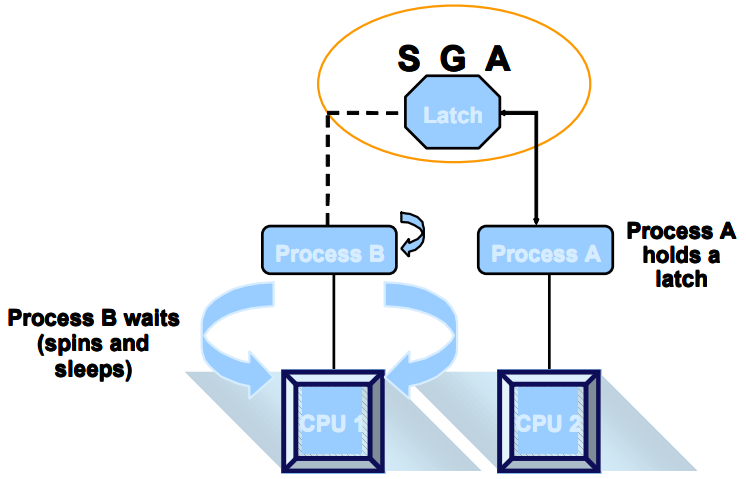 S G A
Latch
Process B
Process A
Process A
holds a
latch
Process B waits
(spins and
sleeps)
CPU 1
CPU 2